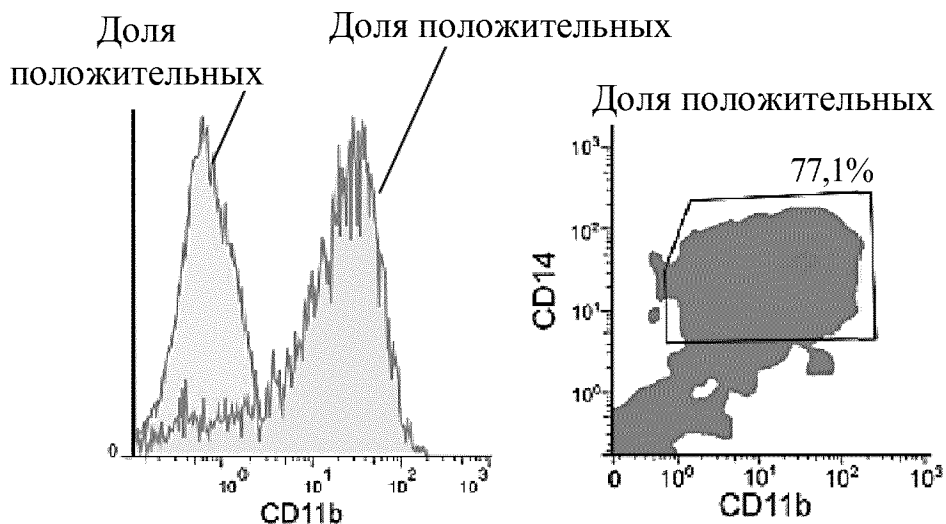 Доля
положительных
Доля положительных
0
10⁰
10¹
10²
10³
CD11b
Доля положительных
77,1%
10³
10²
10¹
10⁰
CD14
0
10⁰
10¹
10²
10³
CD11b